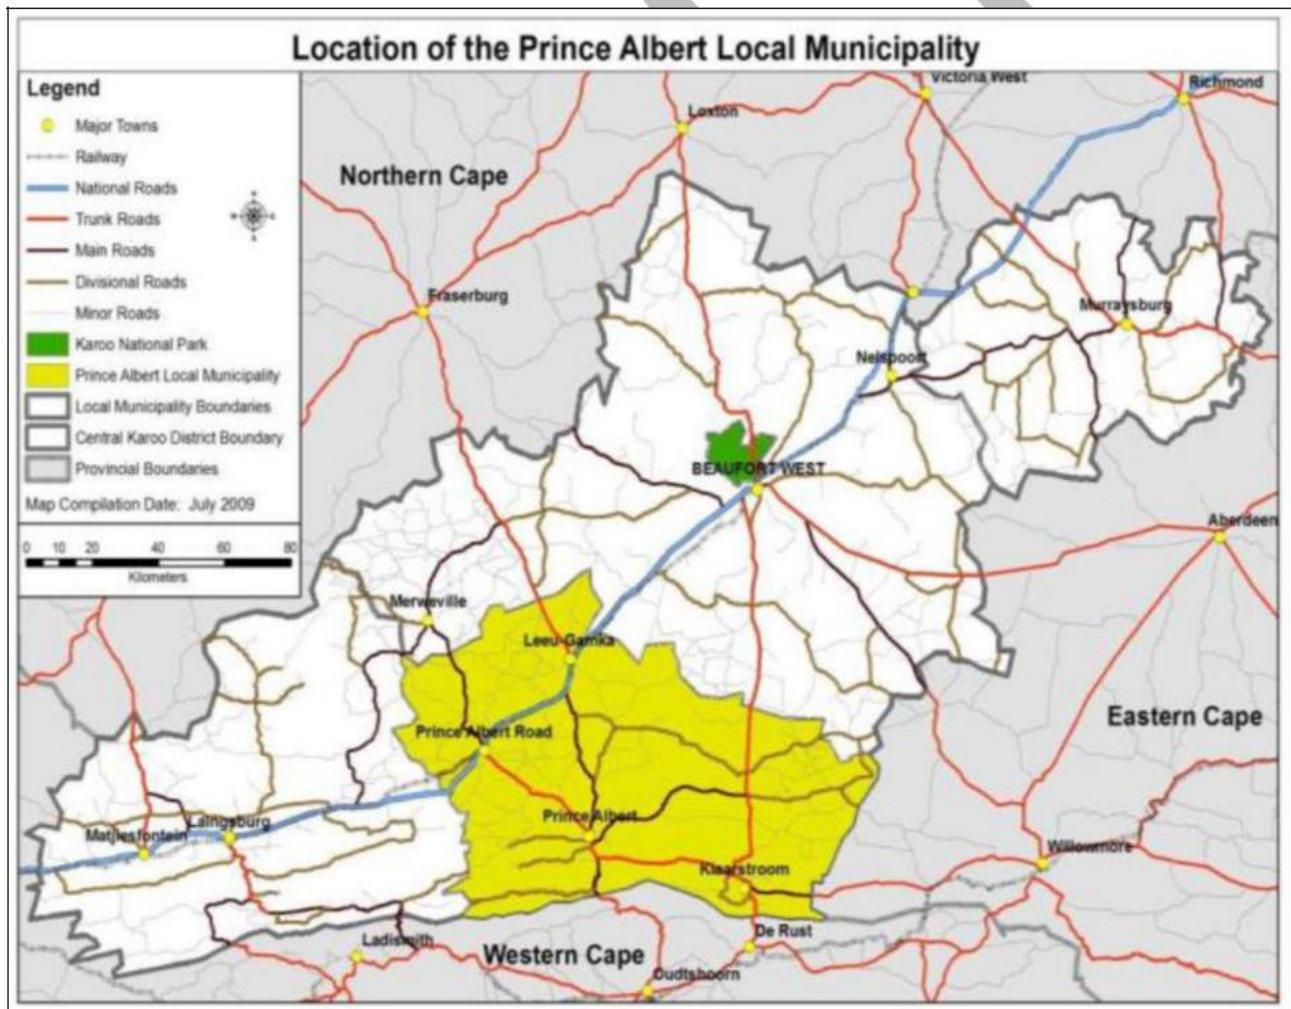 Location of the Prince Albert Local Municipality
Legend
Major Towns
Railway
National Roads
Trunk Roads
Main Roads
Divisional Roads
Minor Roads
Karoo National Park
Prince Albert Local Municipality
Local Municipality Boundaries
Central Karoo District Boundary
Provincial Boundaries
Map Compilation Date: July 2009
0 10 20 40 60 80
Kilometers
Victoria West
Richmond
Loxton
Northern Cape
Fraserburg
Murraysburg
Nelspoort
BEAUFORT WEST
Aberdeen
Merweville
Leeu-Gamka
Eastern Cape
Prince Albert Road
Prince Albert
Laingsburg
Matjiesfontein
Willowmore
Klaarstroom
De Rust
Ladismith
Western Cape
Oudtshoorn